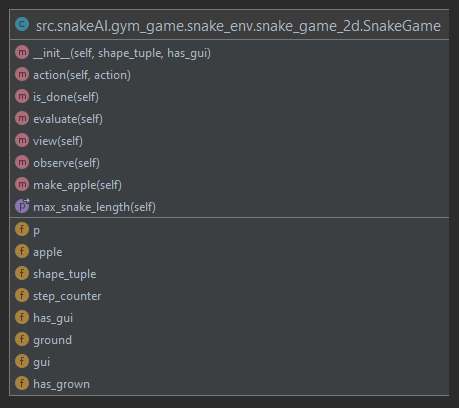 C src.snakeAI.gym_game.snake_env.snake_game_2d.SnakeGame
m __init__(self, shape_tuple, has_gui)
m action(self, action)
m is_done(self)
m evaluate(self)
m view(self)
m observe(self)
m make_apple(self)
p max_snake_length(self)
f p
f apple
f shape_tuple
f step_counter
f has_gui
f ground
f gui
f has_grown